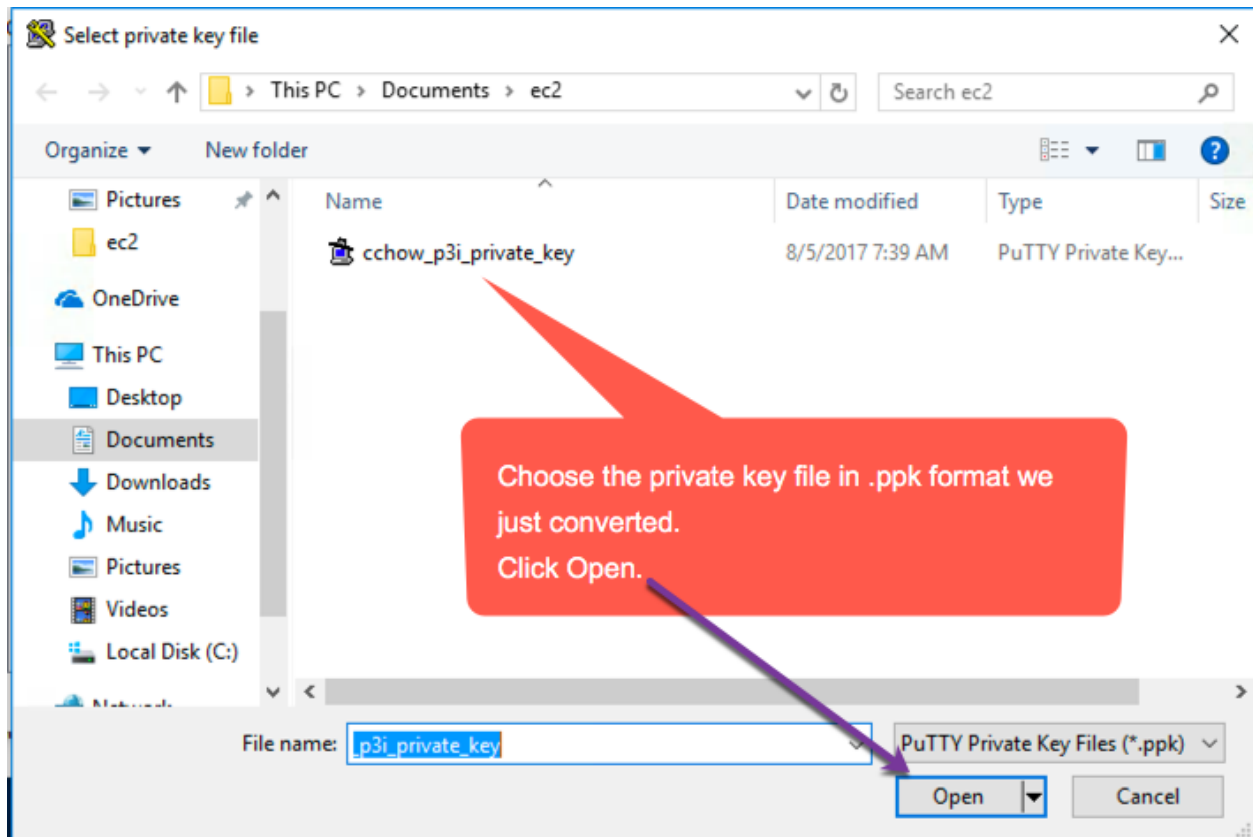 Select private key file
This PC > Documents > ec2
Search ec2
Organize
New folder
Name
Date modified
Type
Size
Pictures
ec2
OneDrive
This PC
Desktop
Documents
Downloads
Music
Pictures
Videos
Local Disk (C:)
Network
cchow_p3i_private_key
8/5/2017 7:39 AM
PuTTY Private Key...
Choose the private key file in .ppk format we
just converted.
Click Open.
File name:
_p3i_private_key
PuTTY Private Key Files (*.ppk)
Open
Cancel